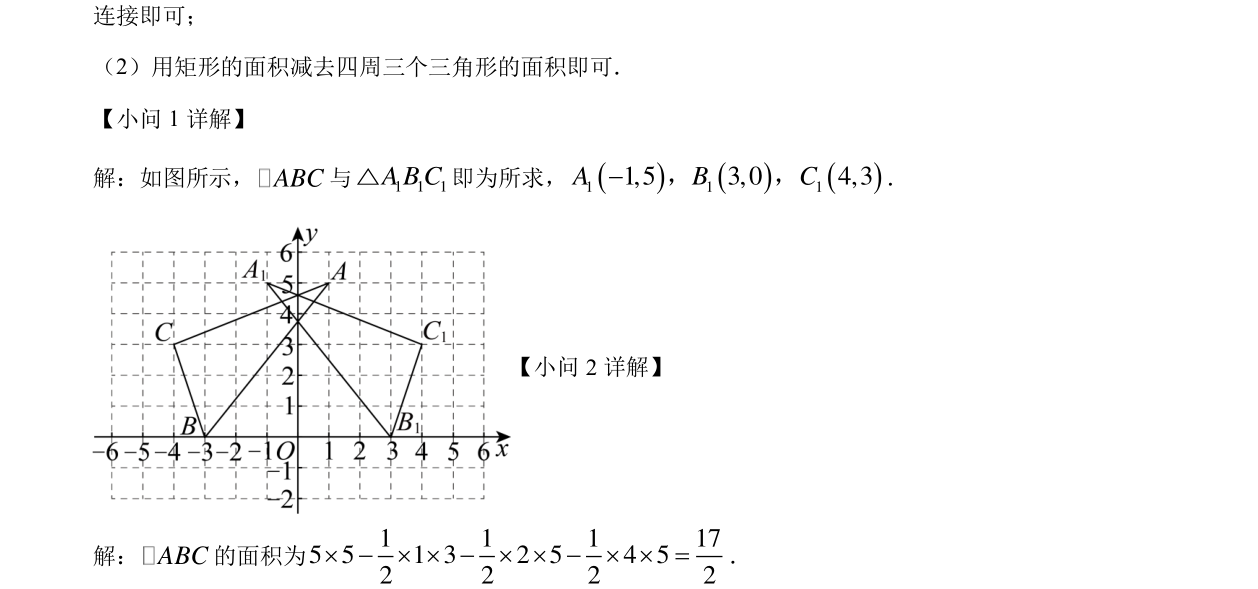 连接即可；
（2）用矩形的面积减去四周三个三角形的面积即可．
【小问 1 详解】
解：如图所示，□ABC 与 △A₁B₁C₁ 即为所求，A₁(−1,5)，B₁(3,0)，C₁(4,3)．
y
6
A₁ 5 A
4
C 3 C₁
2
1
B B₁
−6 −5 −4 −3 −2 −1 O 1 2 3 4 5 6 x
−1
−2
【小问 2 详解】
解：□ABC 的面积为 5×5−1/2×1×3−1/2×2×5−1/2×4×5=17/2．